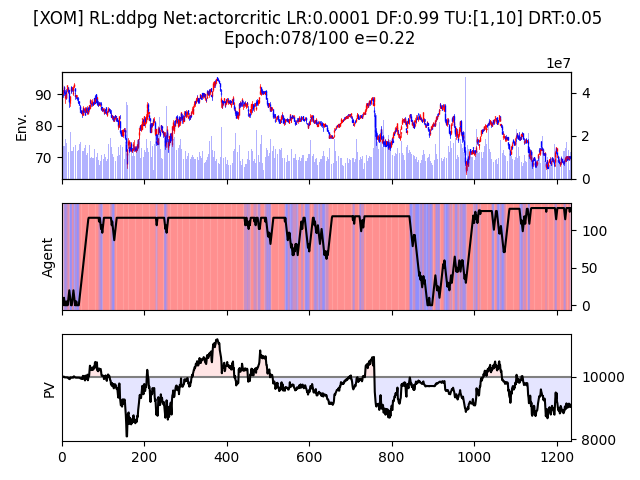 [XOM] RL:ddpg Net:actorcritic LR:0.0001 DF:0.99 TU:[1,10] DRT:0.05
Epoch:078/100 e=0.22
1e7
90
80
70
Env.
4
2
0
Agent
100
50
0
PV
10000
8000
0 200 400 600 800 1000 1200